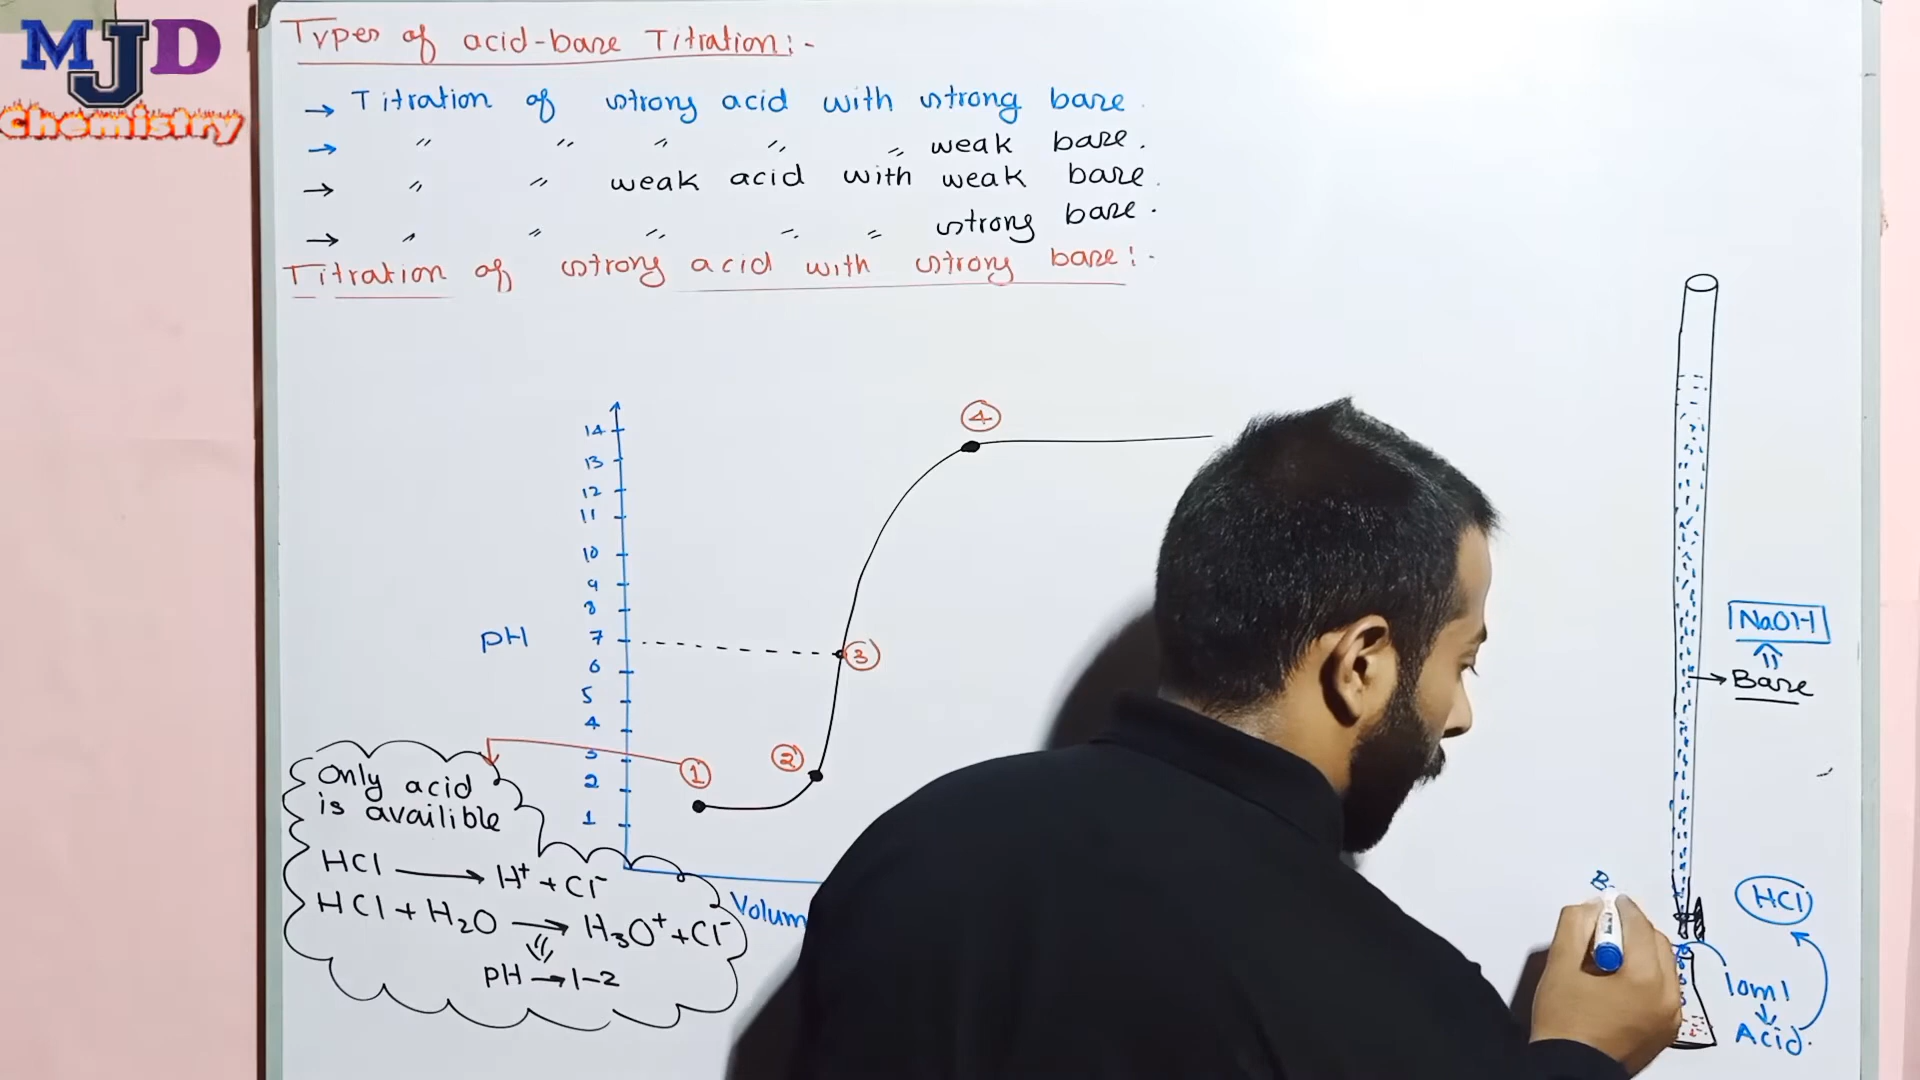 MJD
Chemistry
Types of acid-base Titration:-
→ Titration of strong acid with strong base.
→ " " " " " weak base.
→ " " weak acid with weak base.
→ " " " " " strong base.
Titration of strong acid with strong base:-
14
13
12
11
10
9
8
7
6
5
4
3
2
1
pH
4
3
2
1
Volum
Only acid
is availible
HCl → H⁺ + Cl⁻
HCl + H₂O → H₃O⁺ + Cl⁻
pH → 1-2
NaOH
→ Base
HCl
10ml
Acid.